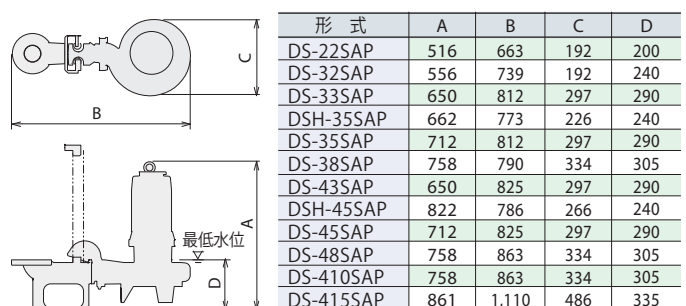 C
B
A
最低水位
D
形 式 A B C D
DS-22SAP 516 663 192 200
DS-32SAP 556 739 192 240
DS-33SAP 650 812 297 290
DSH-35SAP 662 773 226 240
DS-35SAP 712 812 297 290
DS-38SAP 758 790 334 305
DS-43SAP 650 825 297 290
DSH-45SAP 822 786 266 240
DS-45SAP 712 825 297 290
DS-48SAP 758 863 334 305
DS-410SAP 758 863 334 305
DS-415SAP 861 1,110 486 335